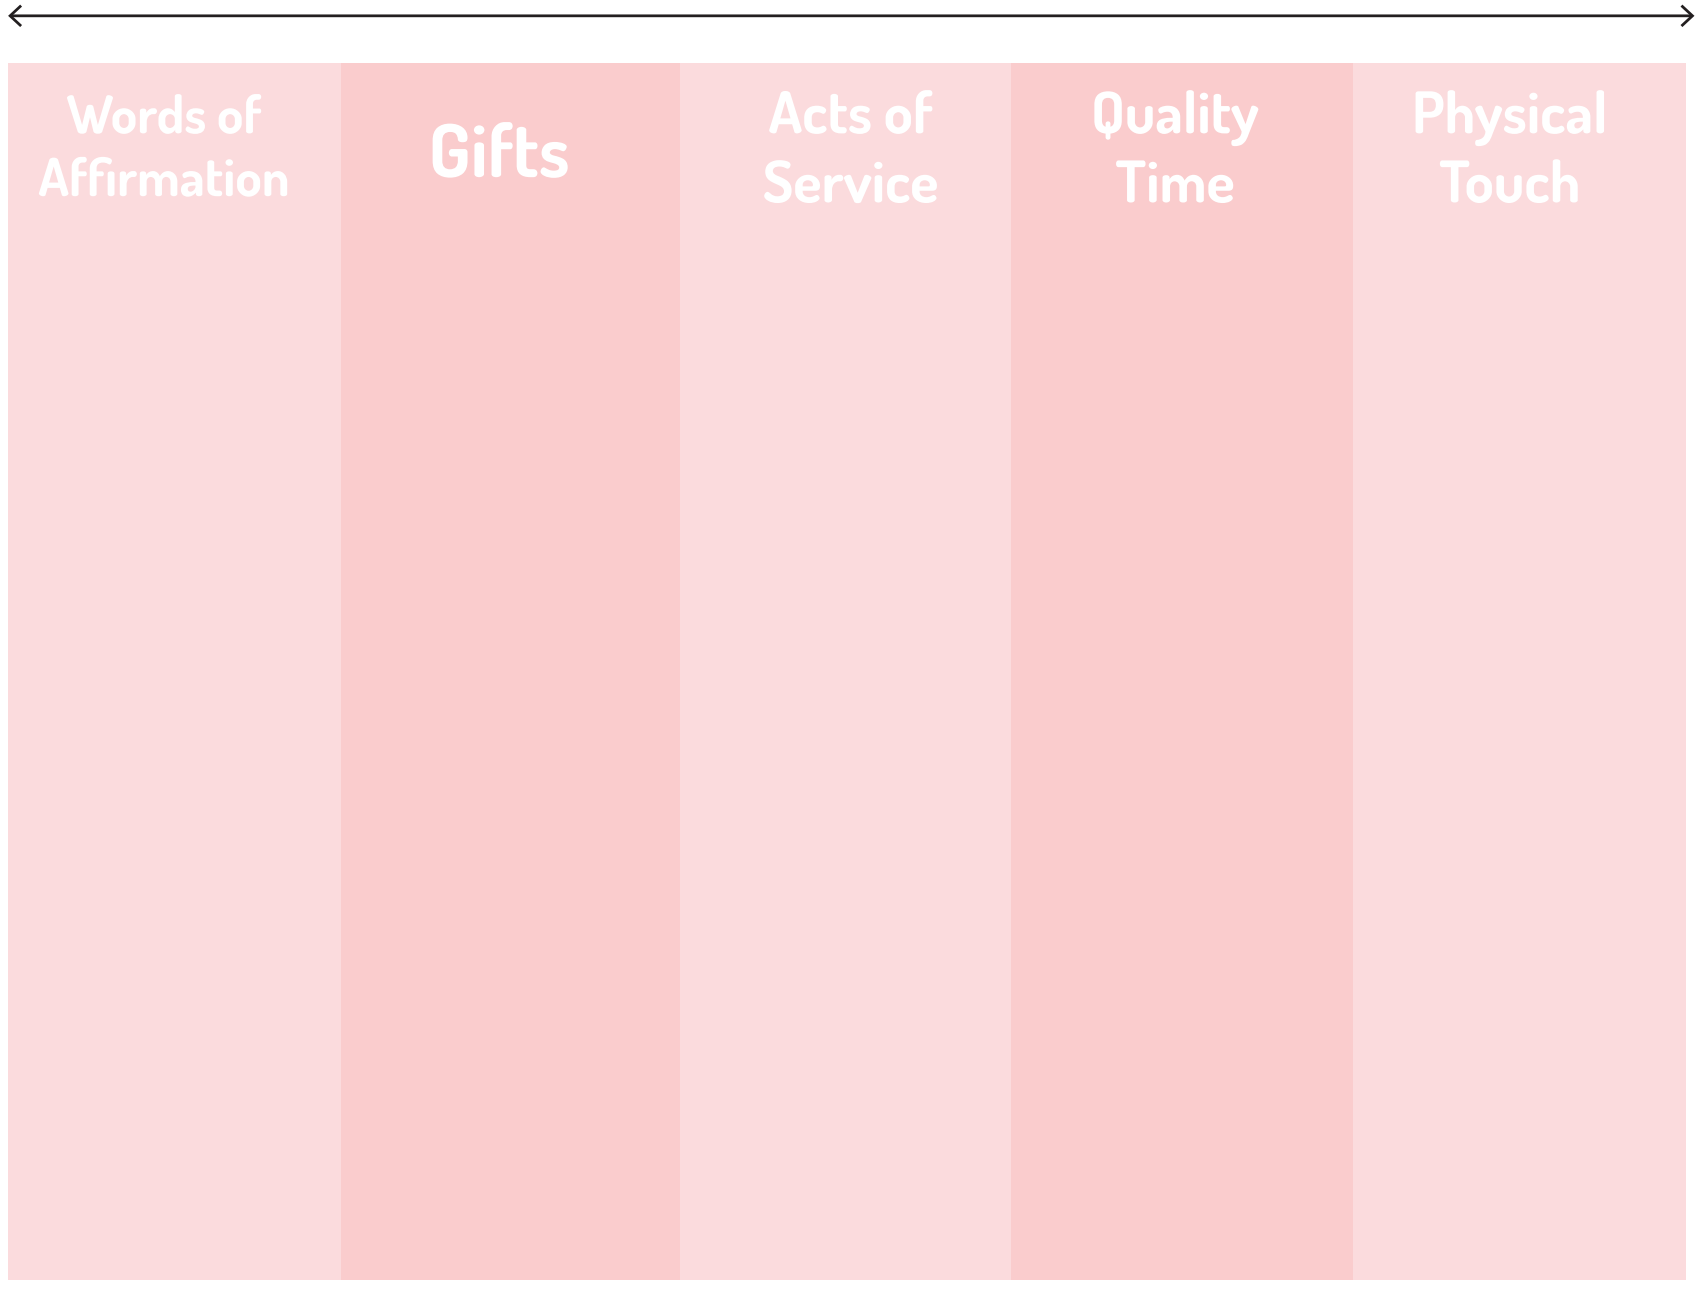 Words of
Affirmation
Gifts
Acts of
Service
Quality
Time
Physical
Touch